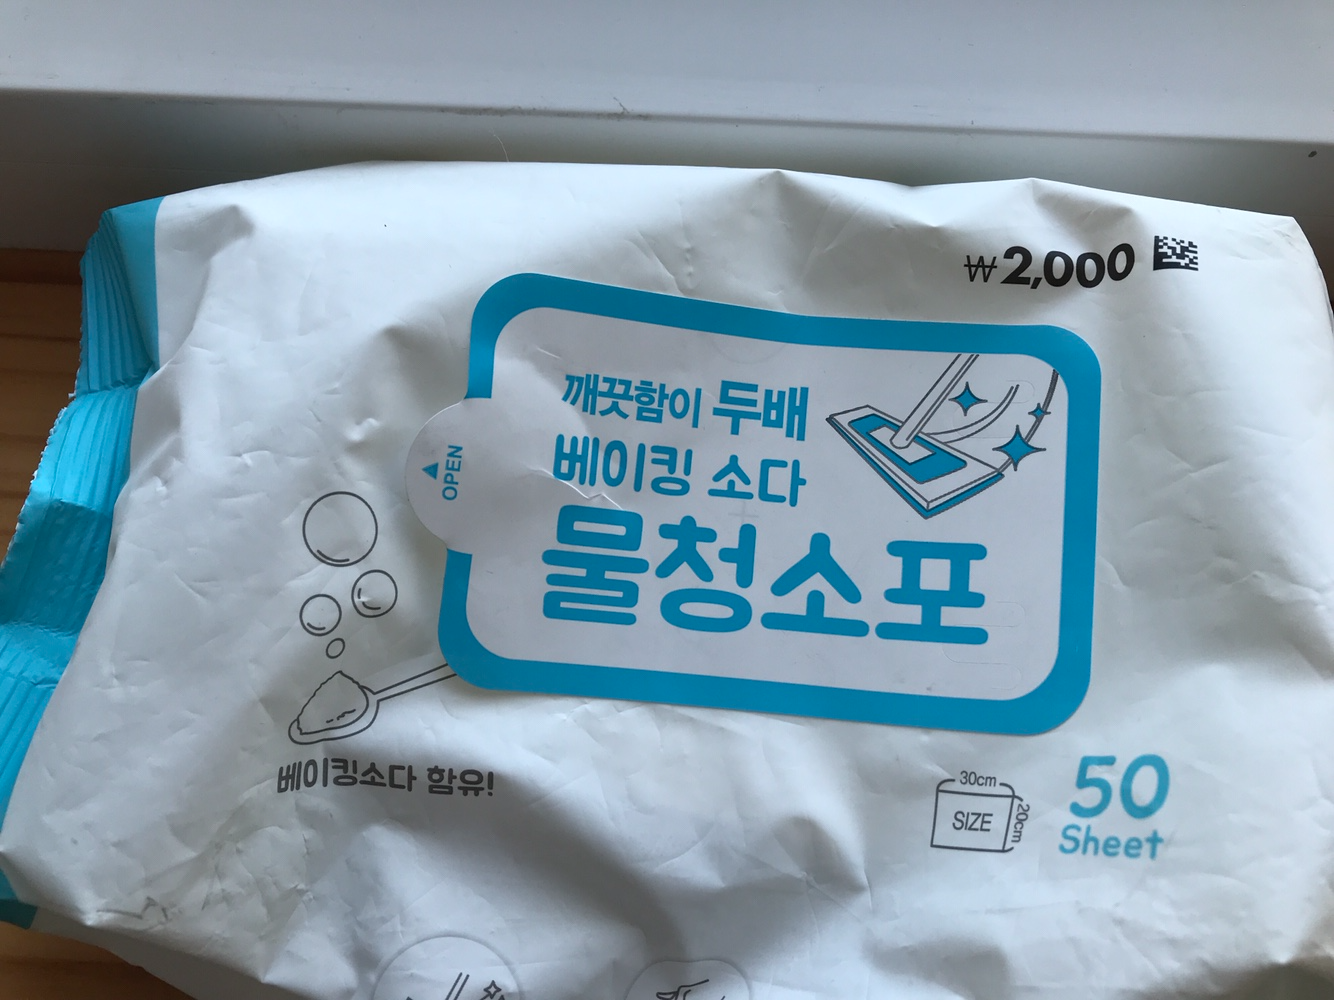 ₩2,000
깨끗함이 두배
베이킹 소다
물청소포
▲ OPEN
베이킹소다 함유!
30cm
SIZE
20cm
50
Sheet